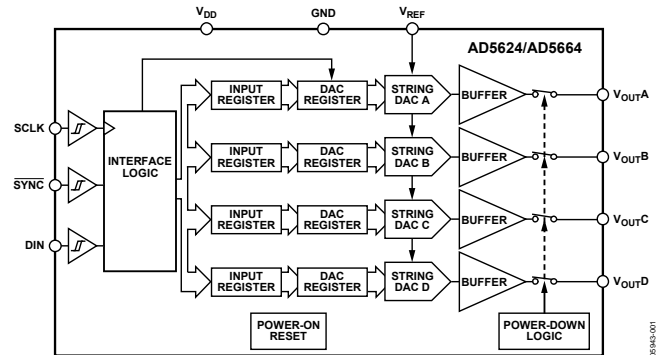 VDD
GND
VREF
AD5624/AD5664
INPUT REGISTER
DAC REGISTER
STRING DAC A
BUFFER
VOUTA
SCLK
INTERFACE LOGIC
INPUT REGISTER
DAC REGISTER
STRING DAC B
BUFFER
VOUTB
SYNC
INPUT REGISTER
DAC REGISTER
STRING DAC C
BUFFER
VOUTC
DIN
INPUT REGISTER
DAC REGISTER
STRING DAC D
BUFFER
VOUTD
POWER-ON RESET
POWER-DOWN LOGIC